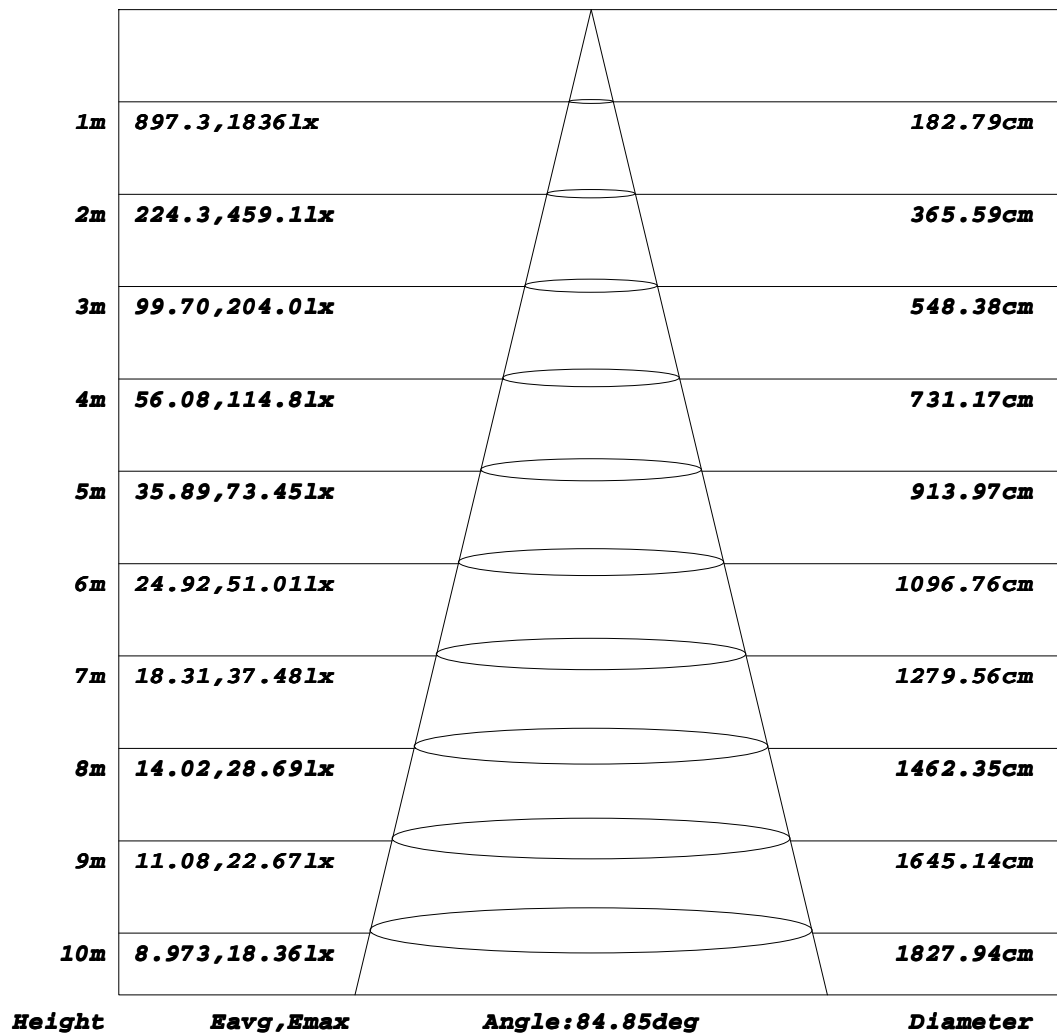 1m 897.3,1836lx 182.79cm
2m 224.3,459.1lx 365.59cm
3m 99.70,204.0lx 548.38cm
4m 56.08,114.8lx 731.17cm
5m 35.89,73.45lx 913.97cm
6m 24.92,51.01lx 1096.76cm
7m 18.31,37.48lx 1279.56cm
8m 14.02,28.69lx 1462.35cm
9m 11.08,22.67lx 1645.14cm
10m 8.973,18.36lx 1827.94cm
Height Eavg,Emax Angle:84.85deg Diameter